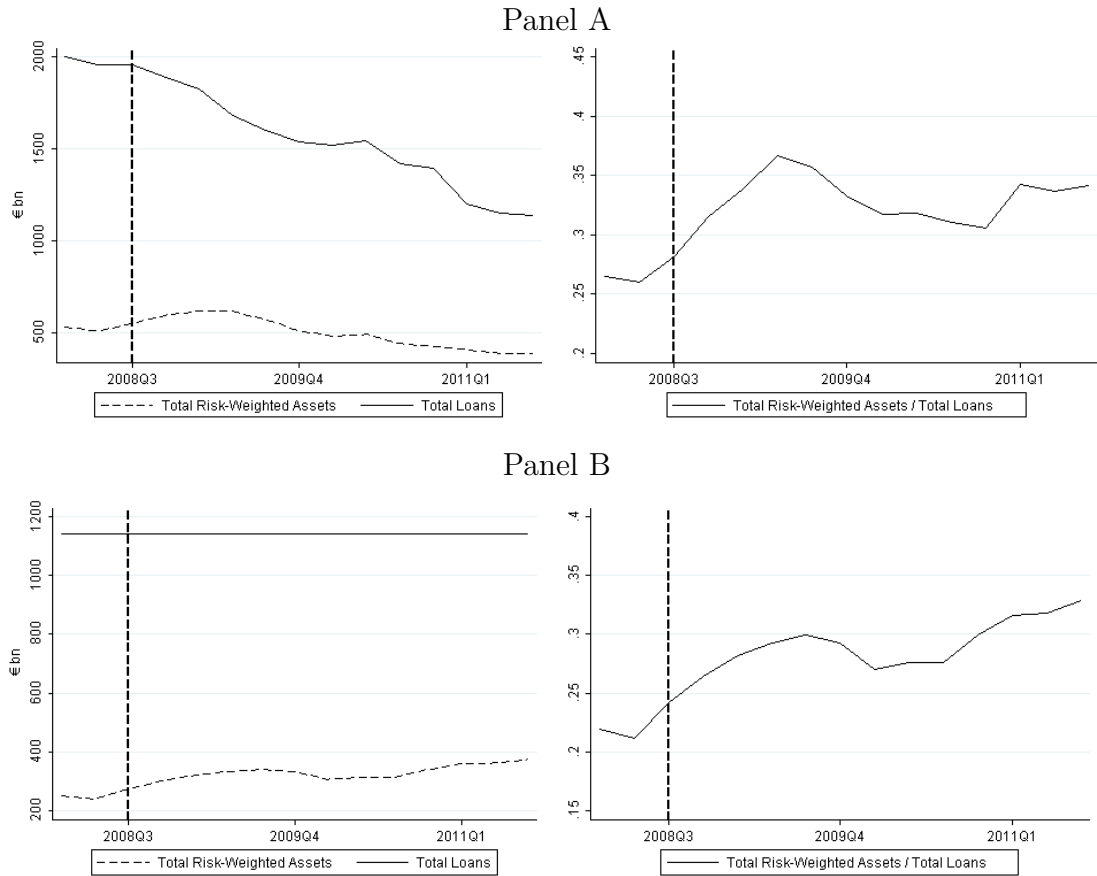 Panel A
2000
1500
1000
500
€ bn
2008Q3 2009Q4 2011Q1
Total Risk-Weighted Assets Total Loans
.45
.4
.35
.3
.25
.2
2008Q3 2009Q4 2011Q1
Total Risk-Weighted Assets / Total Loans
Panel B
1200
1000
800
600
400
200
€ bn
2008Q3 2009Q4 2011Q1
Total Risk-Weighted Assets Total Loans
.4
.35
.3
.25
.2
.15
2008Q3 2009Q4 2011Q1
Total Risk-Weighted Assets / Total Loans